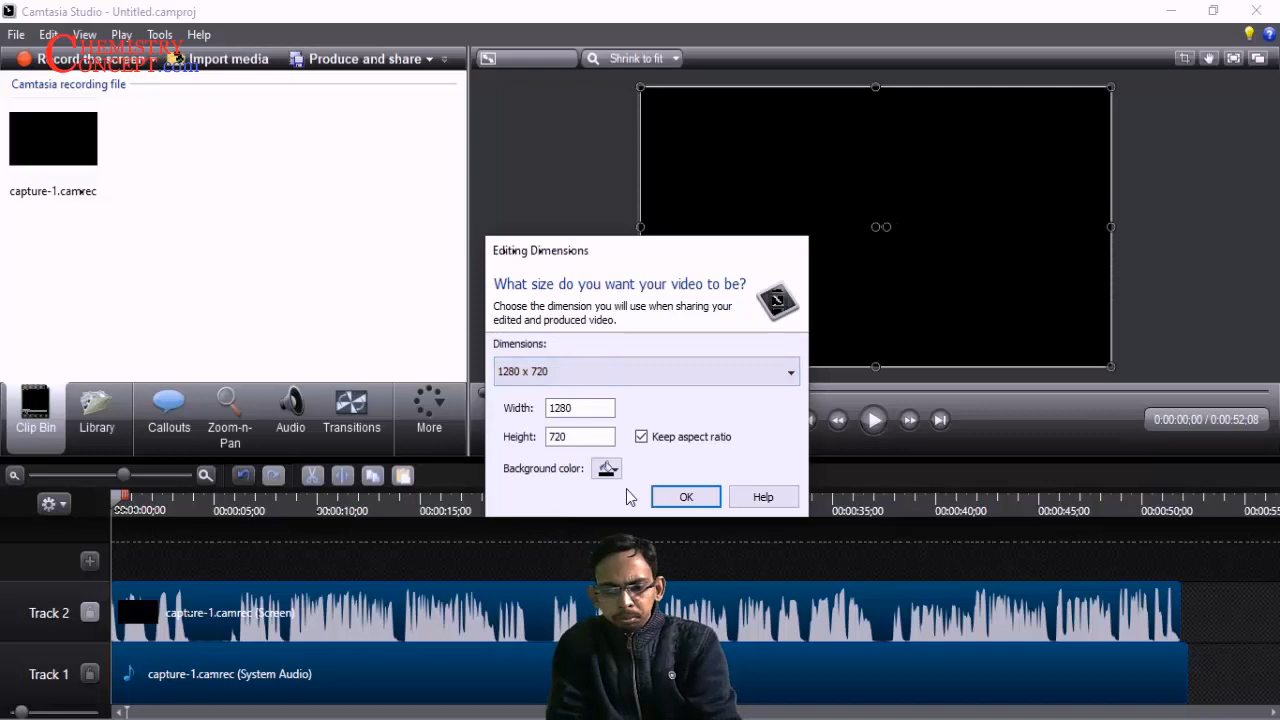 Camtasia Studio - Untitled.camproj
File Edit View Play Tools Help
CHEMISTRY
CONCEPT.com
Record the screen Import media Produce and share
Shrink to fit
Camtasia recording file
capture-1.camrec
Editing Dimensions
What size do you want your video to be?
Choose the dimension you will use when sharing your
edited and produced video.
Dimensions:
1280 x 720
Width: 1280
Height: 720 Keep aspect ratio
Background color:
OK Help
Clip Bin Library Callouts Zoom-n-Pan Audio Transitions More
0:00:00;00 / 0:00:52;08
00:00:00;00 00:00:05;00 00:00:10;00 00:00:15;00 00:00:35;00 00:00:40;00 00:00:45;00 00:00:50;00
Track 2 capture-1.camrec (Screen)
Track 1 capture-1.camrec (System Audio)